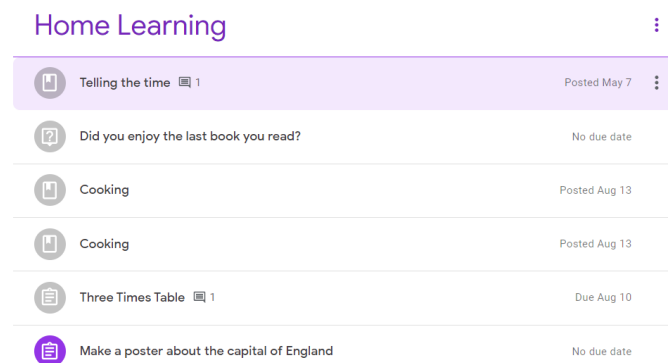 Home Learning
Telling the time 1 Posted May 7
Did you enjoy the last book you read? No due date
Cooking Posted Aug 13
Cooking Posted Aug 13
Three Times Table 1 Due Aug 10
Make a poster about the capital of England No due date